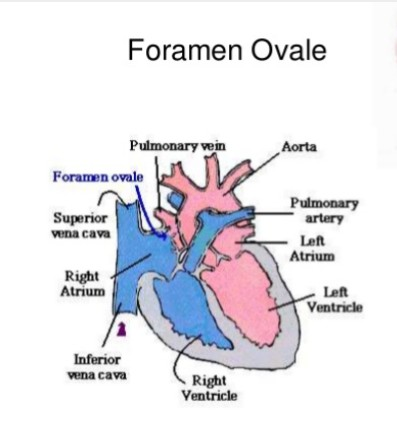 Foramen Ovale
Pulmonary vein
Aorta
Foramen ovale
Pulmonary
artery
Superior
vena cava
Left
Atrium
Right
Atrium
Left
Ventricle
Inferior
vena cava
Right
Ventricle